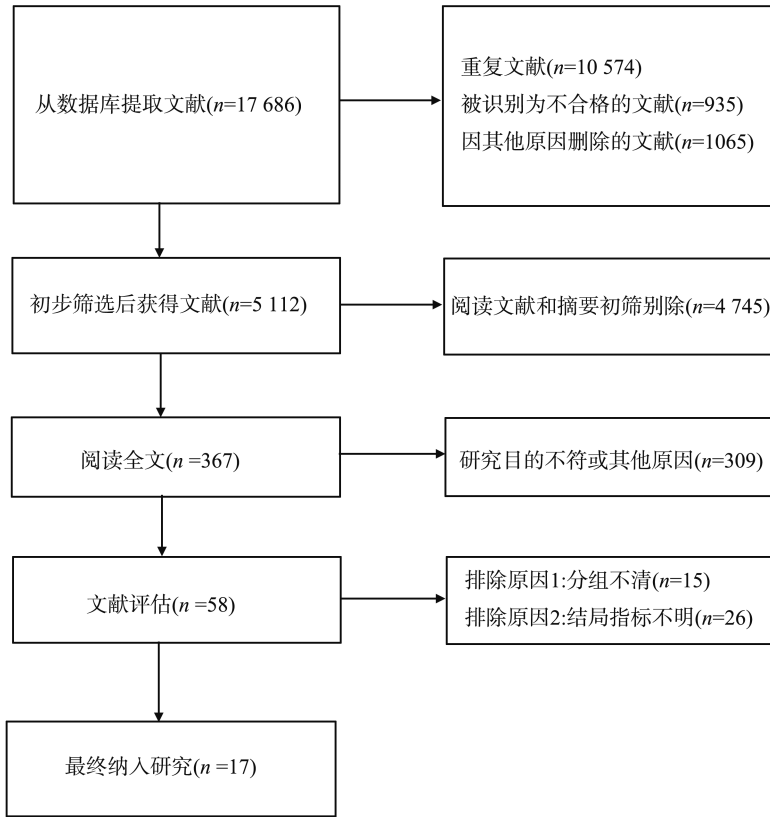 从数据库提取文献(n=17 686)
重复文献(n=10 574)
被识别为不合格的文献(n=935)
因其他原因删除的文献(n=1065)
初步筛选后获得文献(n=5 112)
阅读文献和摘要初筛别除(n=4 745)
阅读全文(n =367)
研究目的不符或其他原因(n=309)
文献评估(n =58)
排除原因1:分组不清(n=15)
排除原因2:结局指标不明(n=26)
最终纳入研究(n =17)